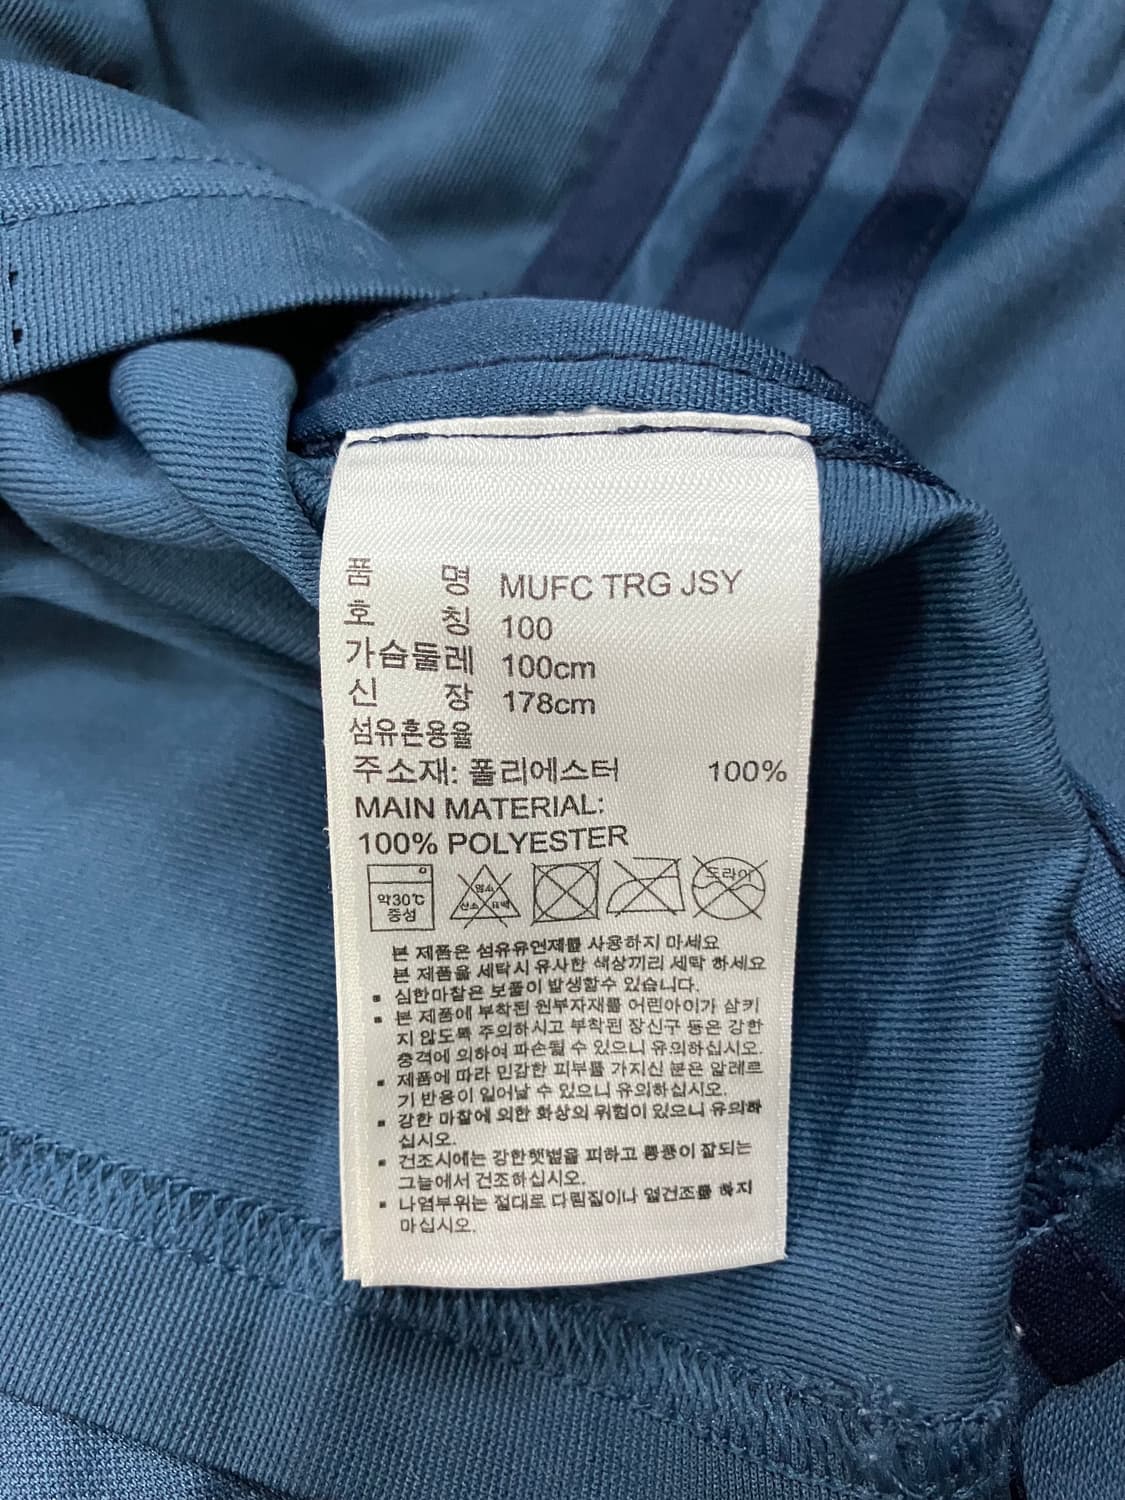 품 명 MUFC TRG JSY
호 칭 100
가슴둘레 100cm
신 장 178cm
섬유혼용율
주소재: 폴리에스터 100%
MAIN MATERIAL:
100% POLYESTER
약30℃
중성
염소
산소 표백
드라이
본 제품은 섬유유연제를 사용하지 마세요
본 제품을 세탁시 유사한 색상끼리 세탁 하세요
▪ 심한마찰은 보풀이 발생할수 있습니다.
▪ 본 제품에 부착된 원부자재를 어린아이가 삼키
지 않도록 주의하시고 부착된 장신구 등은 강한
충격에 의하여 파손될 수 있으니 유의하십시오.
▪ 제품에 따라 민감한 피부를 가지신 분은 알레르
기 반응이 일어날 수 있으니 유의하십시오.
▪ 강한 마찰에 의한 화상의 위험이 있으니 유의하
십시오.
▪ 건조시에는 강한햇볕을 피하고 통풍이 잘되는
그늘에서 건조하십시오.
▪ 나염부위는 절대로 다림질이나 열건조를 하지
마십시오.